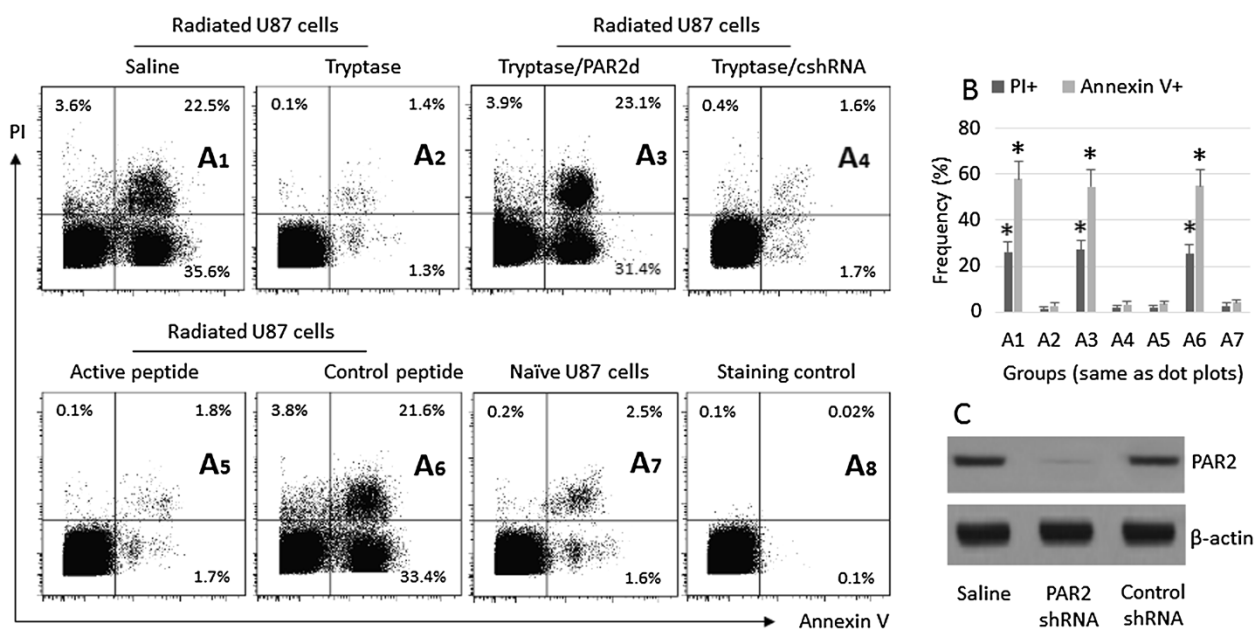 Radiated U87 cells
Radiated U87 cells
Saline
Tryptase
Tryptase/PAR2d
Tryptase/cshRNA
PI
3.6%
22.5%
A1
35.6%
0.1%
1.4%
A2
1.3%
3.9%
23.1%
A3
31.4%
0.4%
1.6%
A4
1.7%
Radiated U87 cells
Active peptide
Control peptide
Naïve U87 cells
Staining control
0.1%
1.8%
A5
1.7%
3.8%
21.6%
A6
33.4%
0.2%
2.5%
A7
1.6%
0.1%
0.02%
A8
0.1%
Annexin V
B
PI+
Annexin V+
Frequency (%)
80
60
40
20
0
*
*
*
*
*
*
A1 A2 A3 A4 A5 A6 A7
Groups (same as dot plots)
C
PAR2
β-actin
Saline
PAR2
shRNA
Control
shRNA